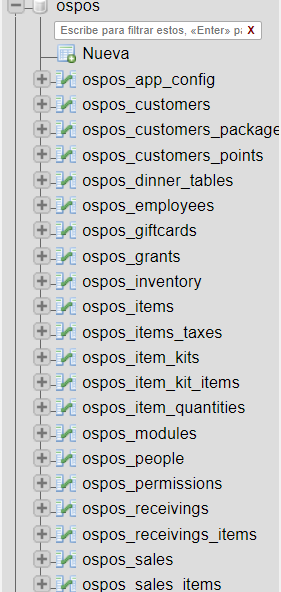 ospos
Escribe para filtrar estos, «Enter» pa X
Nueva
ospos_app_config
ospos_customers
ospos_customers_package
ospos_customers_points
ospos_dinner_tables
ospos_employees
ospos_giftcards
ospos_grants
ospos_inventory
ospos_items
ospos_items_taxes
ospos_item_kits
ospos_item_kit_items
ospos_item_quantities
ospos_modules
ospos_people
ospos_permissions
ospos_receivings
ospos_receivings_items
ospos_sales
ospos_sales_items